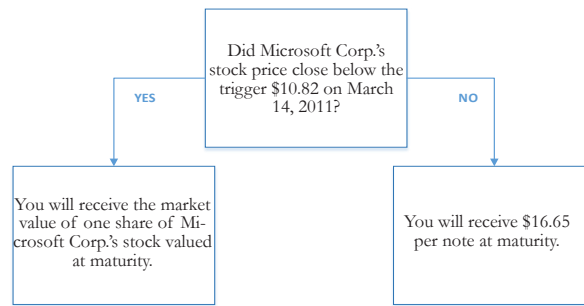 Did Microsoft Corp.'s
stock price close below the
trigger $10.82 on March
14, 2011?
YES
NO
You will receive the market
value of one share of Mi-
crosoft Corp.'s stock valued
at maturity.
You will receive $16.65
per note at maturity.